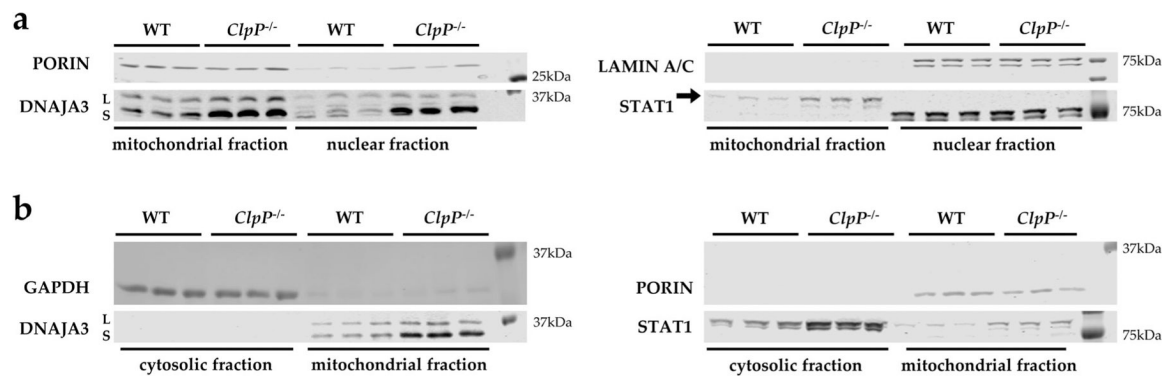 a
WT ClpP-/- WT ClpP-/-
PORIN
25kDa
DNAJA3 L 37kDa
S
mitochondrial fraction nuclear fraction
WT ClpP-/- WT ClpP-/-
LAMIN A/C 75kDa
STAT1 75kDa
mitochondrial fraction nuclear fraction
b
WT ClpP-/- WT ClpP-/-
37kDa
GAPDH
DNAJA3 L 37kDa
S
cytosolic fraction mitochondrial fraction
WT ClpP-/- WT ClpP-/-
37kDa
PORIN
STAT1
75kDa
cytosolic fraction mitochondrial fraction